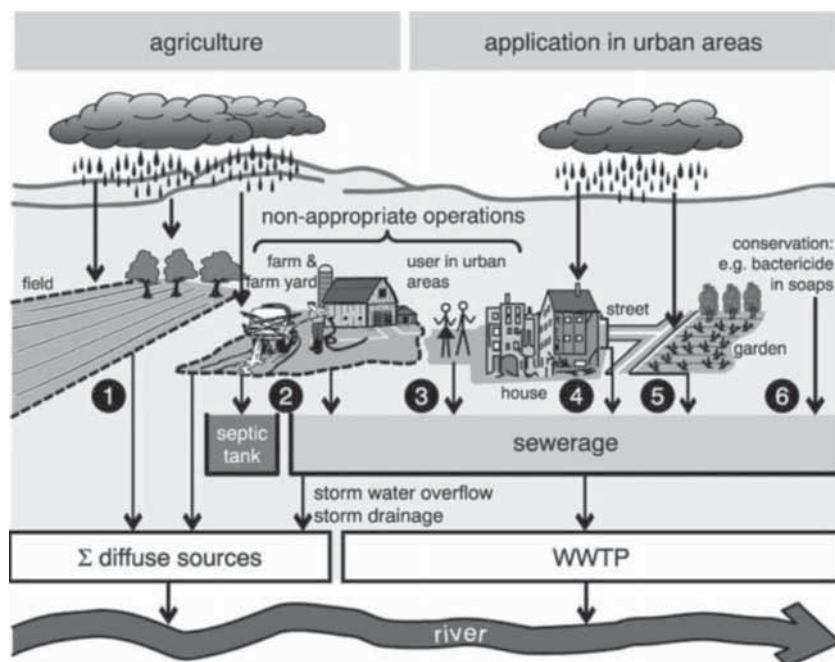 agriculture
application in urban areas
non-appropriate operations
field
farm &
farm yard
user in urban
areas
conservation:
e.g. bactericide
in soaps
street
garden
house
1
2
3
4
5
6
septic
tank
sewerage
storm water overflow
storm drainage
Σ diffuse sources
WWTP
river